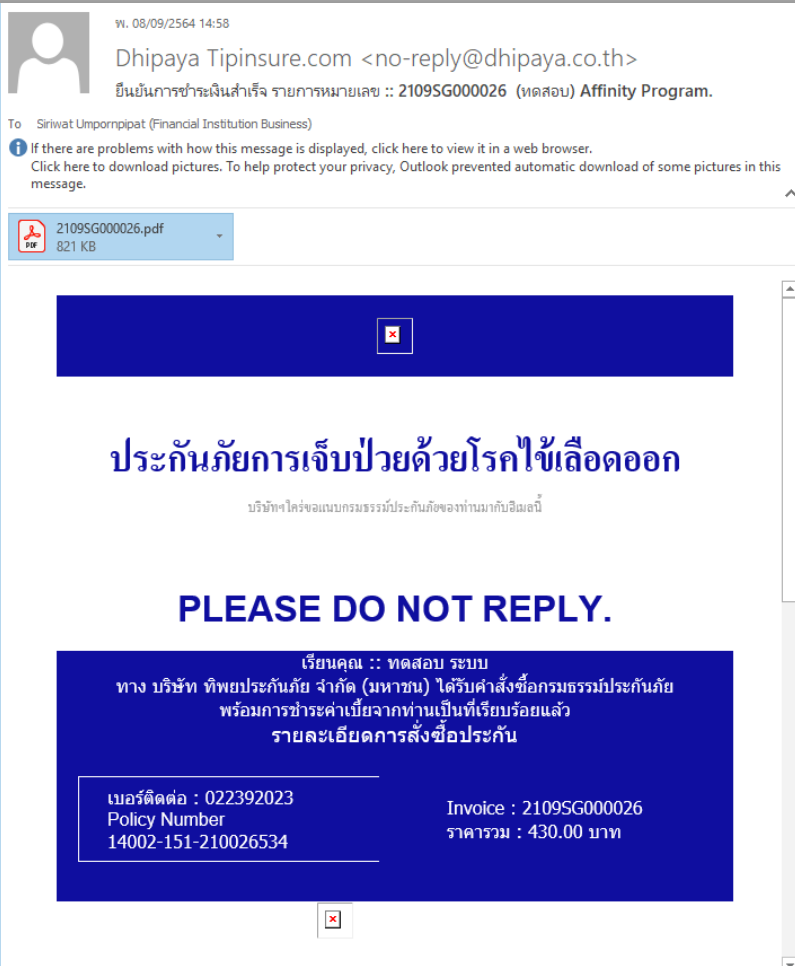 พ. 08/09/2564 14:58
Dhipaya Tipinsure.com <no-reply@dhipaya.co.th>
ยืนยันการชำระเงินสำเร็จ รายการหมายเลข :: 2109SG000026 (ทดสอบ) Affinity Program.
To Siriwat Umpornpipat (Financial Institution Business)
If there are problems with how this message is displayed, click here to view it in a web browser.
Click here to download pictures. To help protect your privacy, Outlook prevented automatic download of some pictures in this
message.
2109SG000026.pdf
PDF
821 KB
ประกันภัยการเจ็บป่วยด้วยโรคไข้เลือดออก
บริษัทฯใคร่ขอแนบกรมธรรม์ประกันภัยของท่านมากับอีเมลนี้
PLEASE DO NOT REPLY.
เรียนคุณ :: ทดสอบ ระบบ
ทาง บริษัท ทิพยประกันภัย จำกัด (มหาชน) ได้รับคำสั่งซื้อกรมธรรม์ประกันภัย
พร้อมการชำระค่าเบี้ยจากท่านเป็นที่เรียบร้อยแล้ว
รายละเอียดการสั่งซื้อประกัน
เบอร์ติดต่อ : 022392023
Policy Number
14002-151-210026534
Invoice : 2109SG000026
ราคารวม : 430.00 บาท